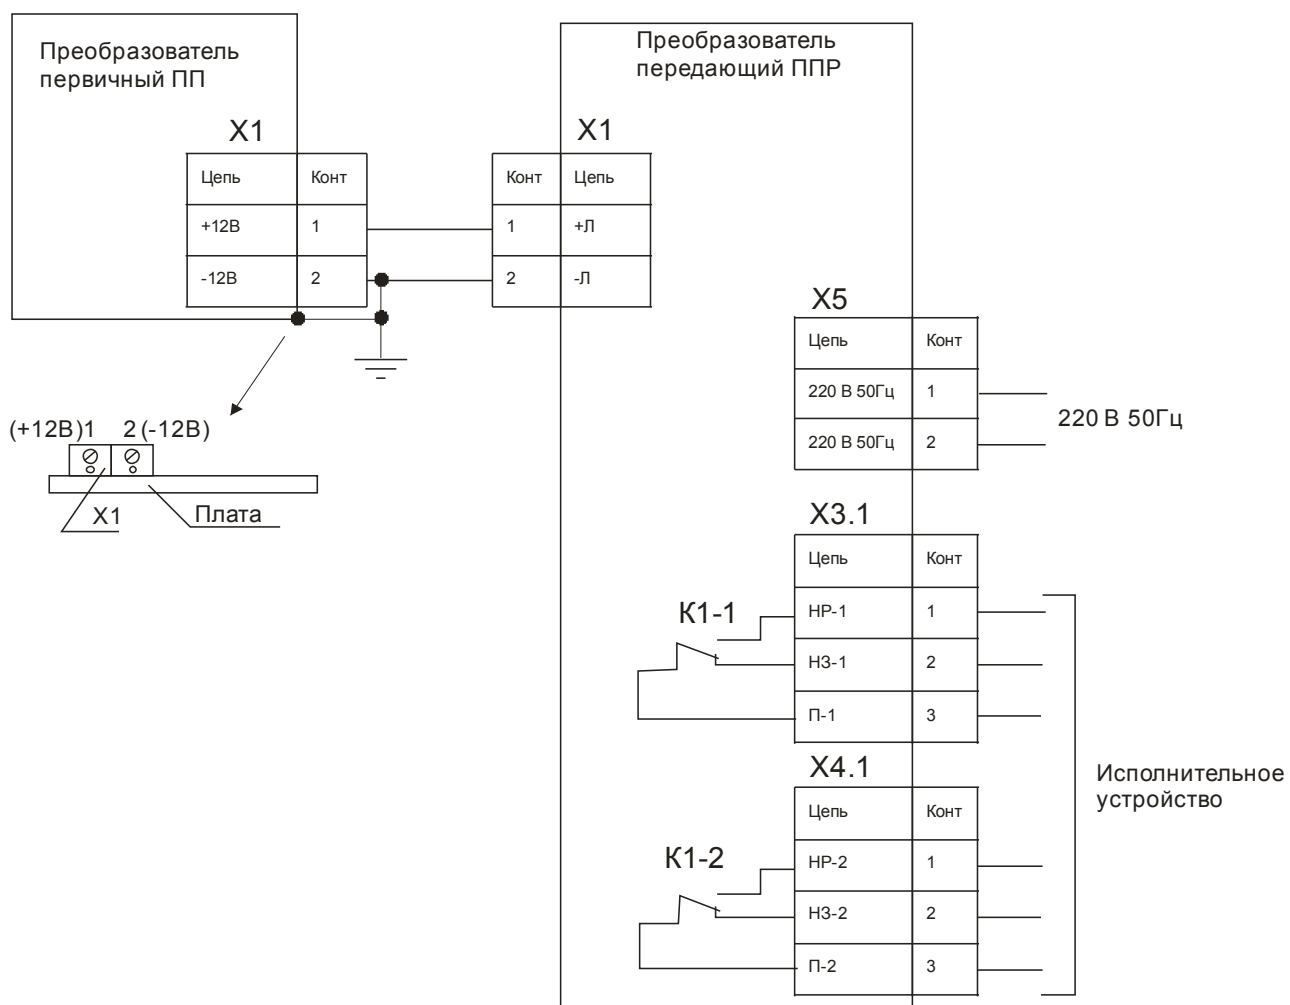 Преобразователь
первичный ПП
X1
Цепь Конт
+12В 1
-12В 2
(+12В)1 2(-12В)
X1
Плата
Преобразователь
передающий ППР
X1
Конт Цепь
1 +Л
2 -Л
X5
Цепь Конт
220 В 50Гц 1
220 В 50Гц 2
220 В 50Гц
X3.1
Цепь Конт
К1-1
НР-1 1
НЗ-1 2
П-1 3
X4.1
Цепь Конт
К1-2
НР-2 1
НЗ-2 2
П-2 3
Исполнительное
устройство